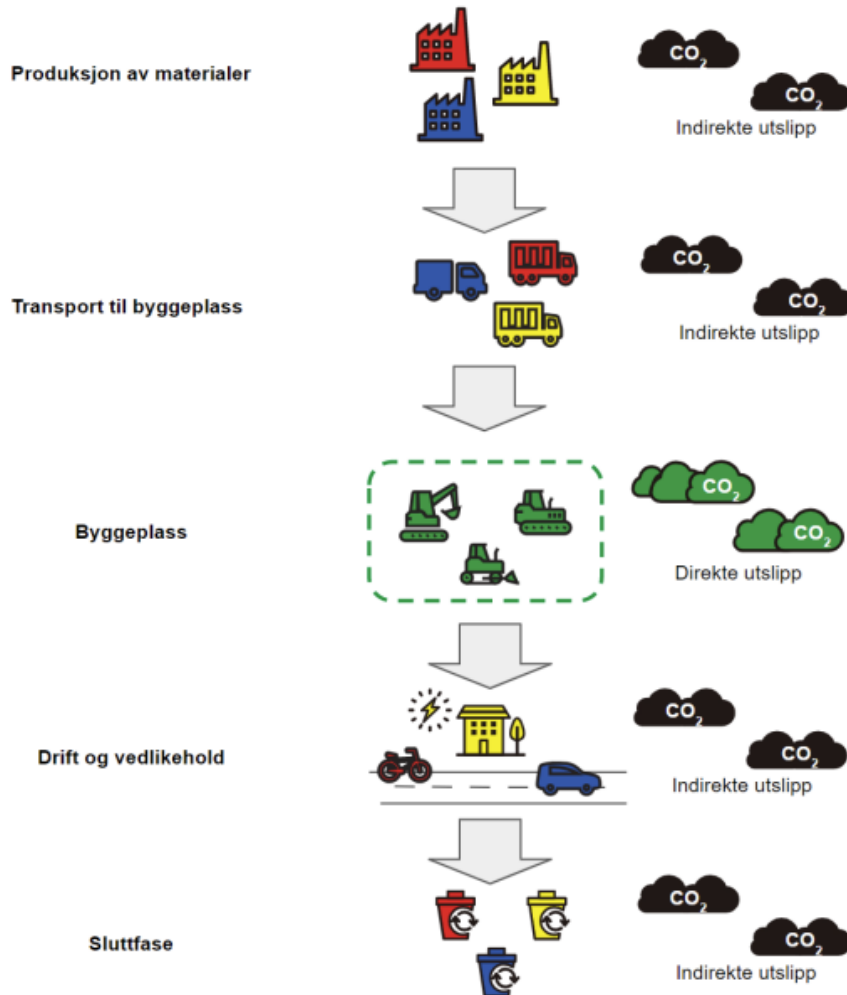 Produksjon av materialer
CO₂
CO₂
Indirekte utslipp
Transport til byggeplass
CO₂
CO₂
Indirekte utslipp
Byggeplass
CO₂
CO₂
Direkte utslipp
Drift og vedlikehold
CO₂
CO₂
Indirekte utslipp
Sluttfase
CO₂
CO₂
Indirekte utslipp